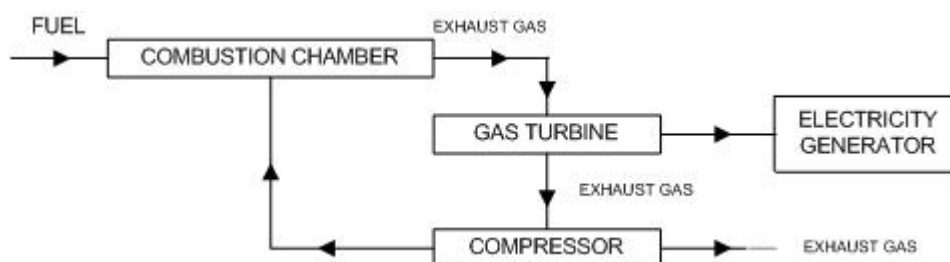 FUEL
EXHAUST GAS
COMBUSTION CHAMBER
GAS TURBINE
ELECTRICITY
GENERATOR
EXHAUST GAS
COMPRESSOR
EXHAUST GAS